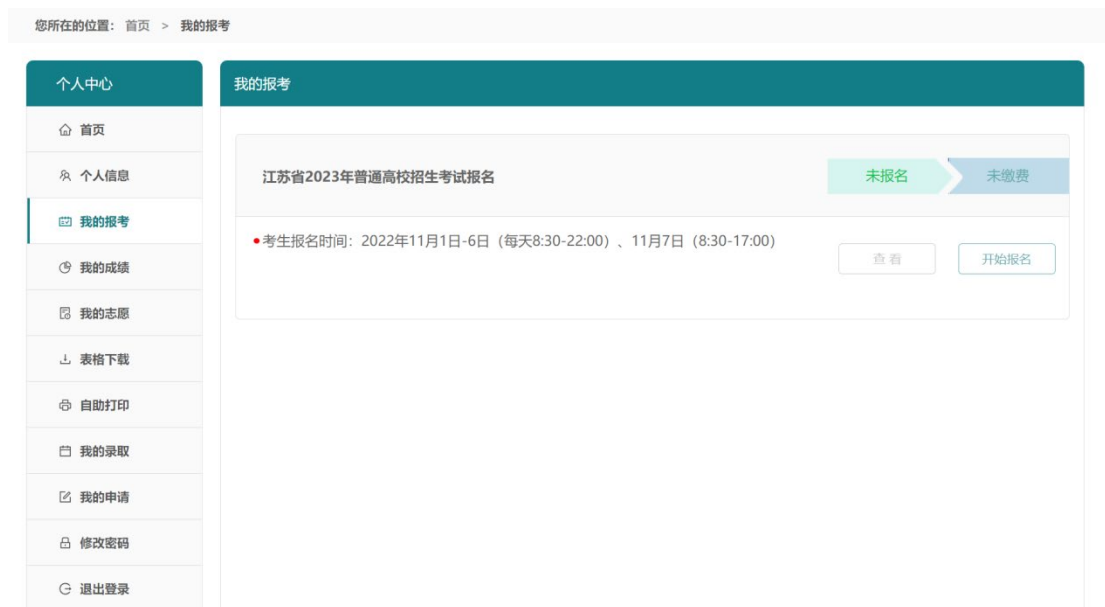 您所在的位置： 首页 > 我的报考
个人中心
首页
个人信息
我的报考
我的成绩
我的志愿
表格下载
自助打印
我的录取
我的申请
修改密码
退出登录
我的报考
江苏省2023年普通高校招生考试报名
未报名
未缴费
●考生报名时间：2022年11月1日-6日（每天8:30-22:00）、11月7日（8:30-17:00）
查 看
开始报名